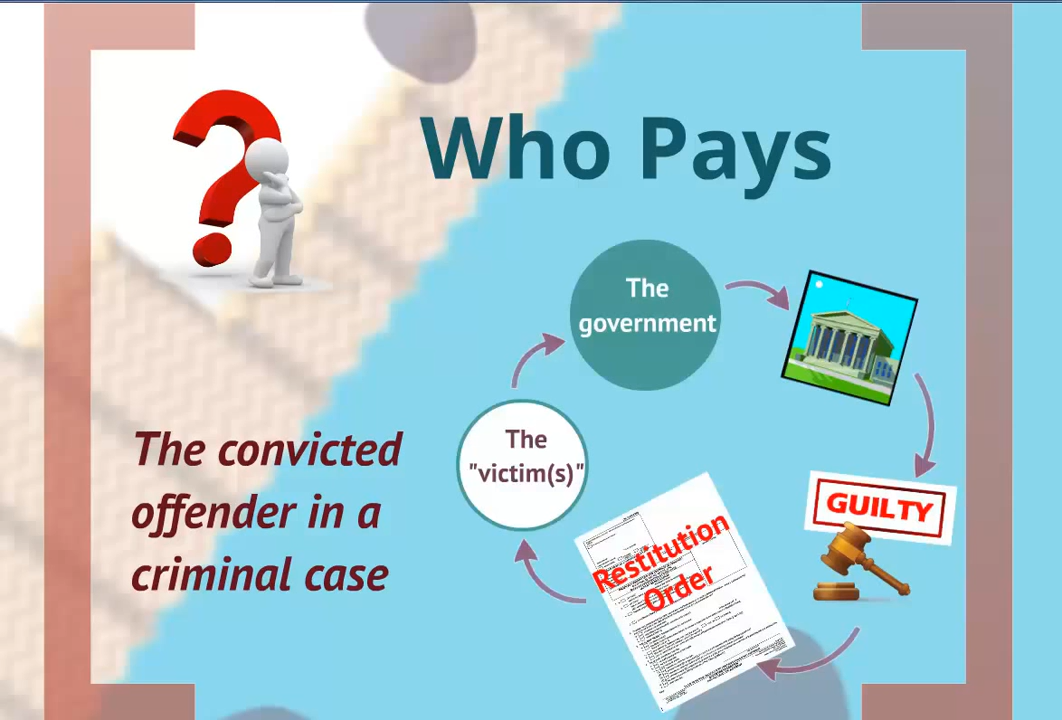 Who Pays
The
government
The
"victim(s)"
GUILTY
Restitution
Order
The convicted
offender in a
criminal case